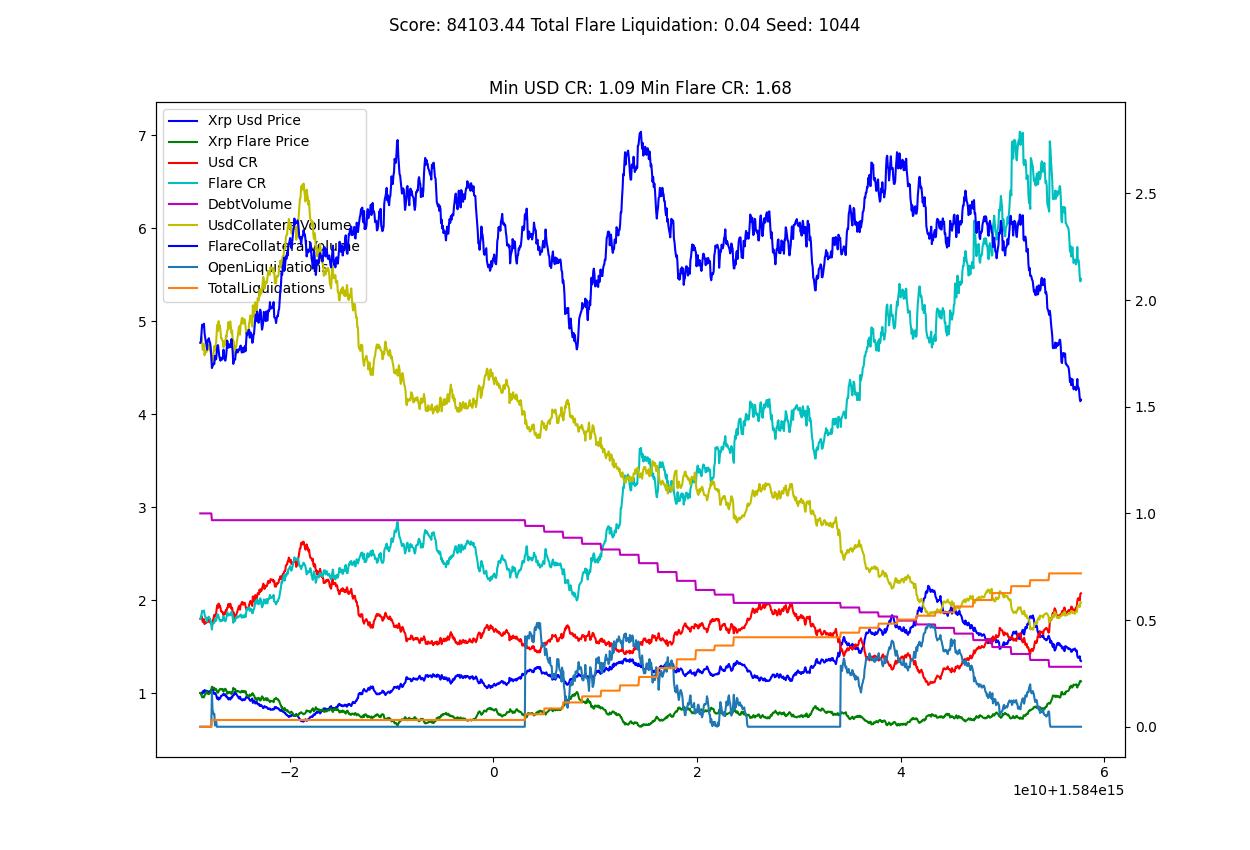 Score: 84103.44 Total Flare Liquidation: 0.04 Seed: 1044
Min USD CR: 1.09 Min Flare CR: 1.68
Xrp Usd Price
Xrp Flare Price
Usd CR
Flare CR
DebtVolume
UsdCollateralVolume
FlareCollateralVolume
OpenLiquidations
TotalLiquidations
7
6
5
4
3
2
1
2.5
2.0
1.5
1.0
0.5
0.0
−2
0
2
4
6
1e10+1.584e15